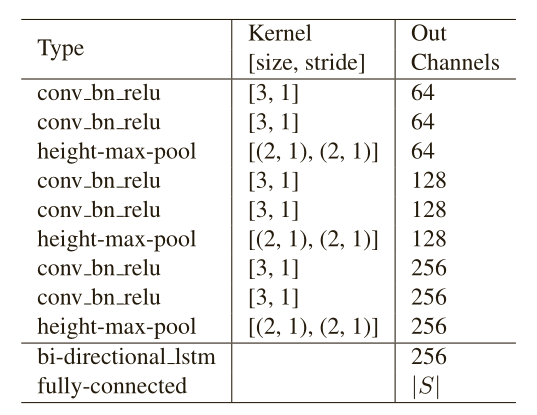 Type Kernel Out
[size, stride] Channels
conv_bn_relu [3, 1] 64
conv_bn_relu [3, 1] 64
height-max-pool [(2, 1), (2, 1)] 64
conv_bn_relu [3, 1] 128
conv_bn_relu [3, 1] 128
height-max-pool [(2, 1), (2, 1)] 128
conv_bn_relu [3, 1] 256
conv_bn_relu [3, 1] 256
height-max-pool [(2, 1), (2, 1)] 256
bi-directional_lstm 256
fully-connected |S|